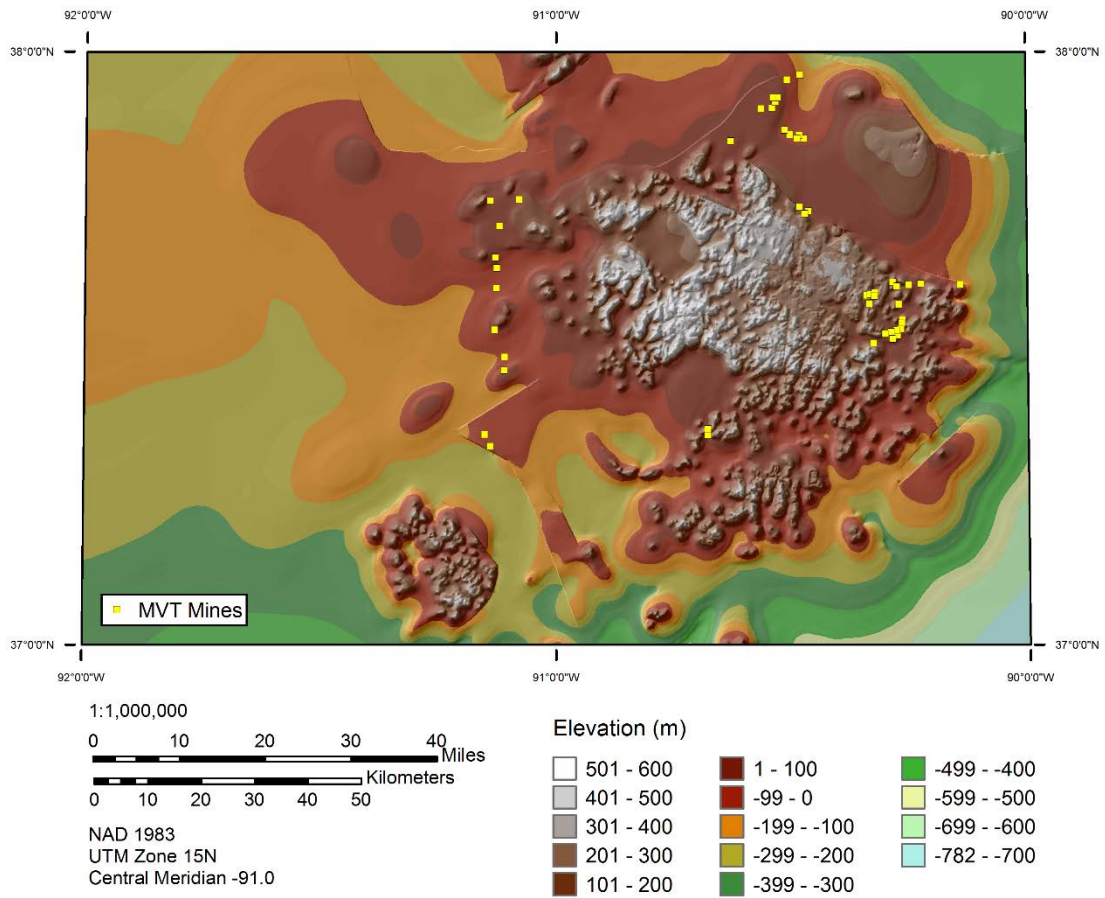 92°0'0"W 91°0'0"W 90°0'0"W
38°0'0"N 38°0'0"N
MVT Mines
37°0'0"N 37°0'0"N
92°0'0"W 91°0'0"W 90°0'0"W
1:1,000,000
0 10 20 30 40 Miles
Kilometers
0 10 20 30 40 50
NAD 1983
UTM Zone 15N
Central Meridian -91.0
Elevation (m)
501 - 600 1 - 100 -499 - -400
401 - 500 -99 - 0 -599 - -500
301 - 400 -199 - -100 -699 - -600
201 - 300 -299 - -200 -782 - -700
101 - 200 -399 - -300